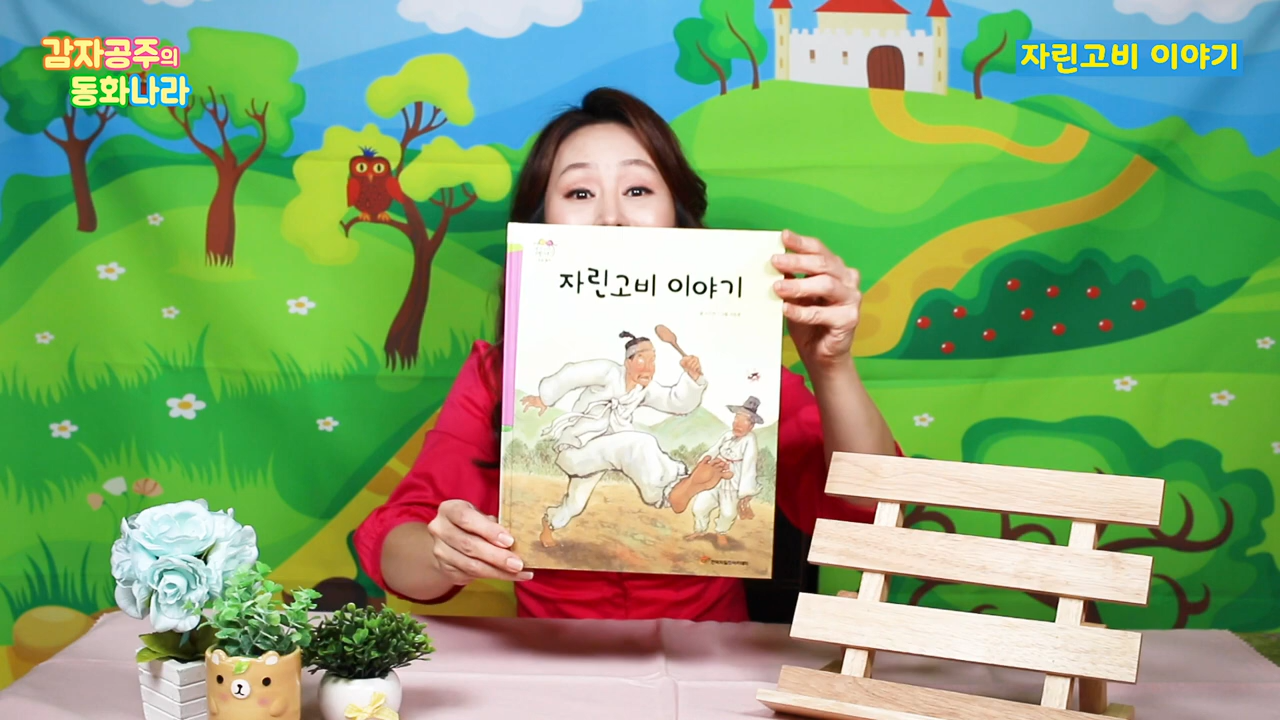 감자공주의
동화나라
자린고비 이야기
자린고비 이야기